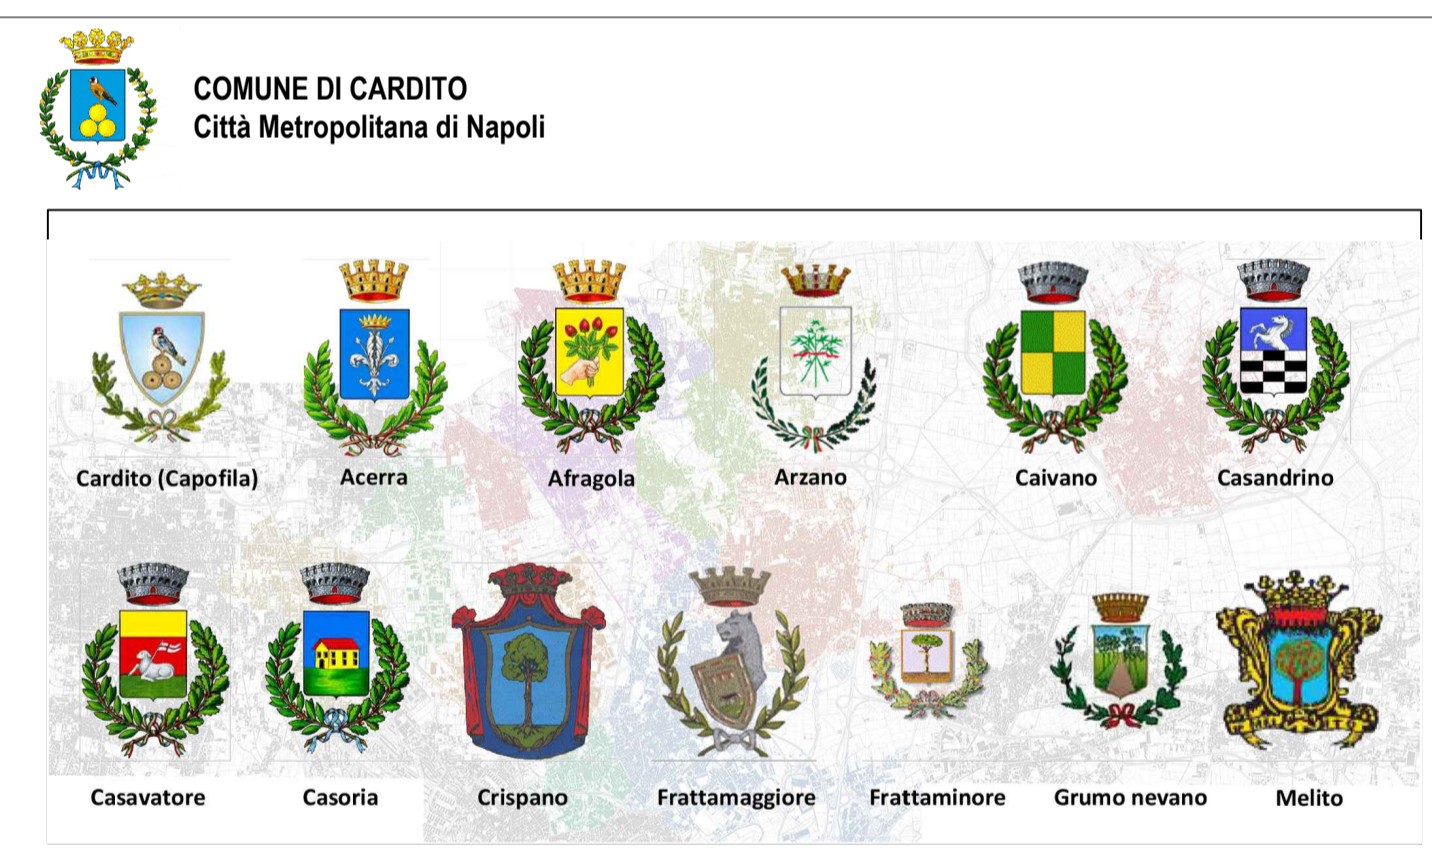 COMUNE DI CARDITO
Città Metropolitana di Napoli
Cardito (Capofila) Acerra Afragola Arzano Caivano Casandrino
Casavatore Casoria Crispano Frattamaggiore Frattaminore Grumo nevano Melito